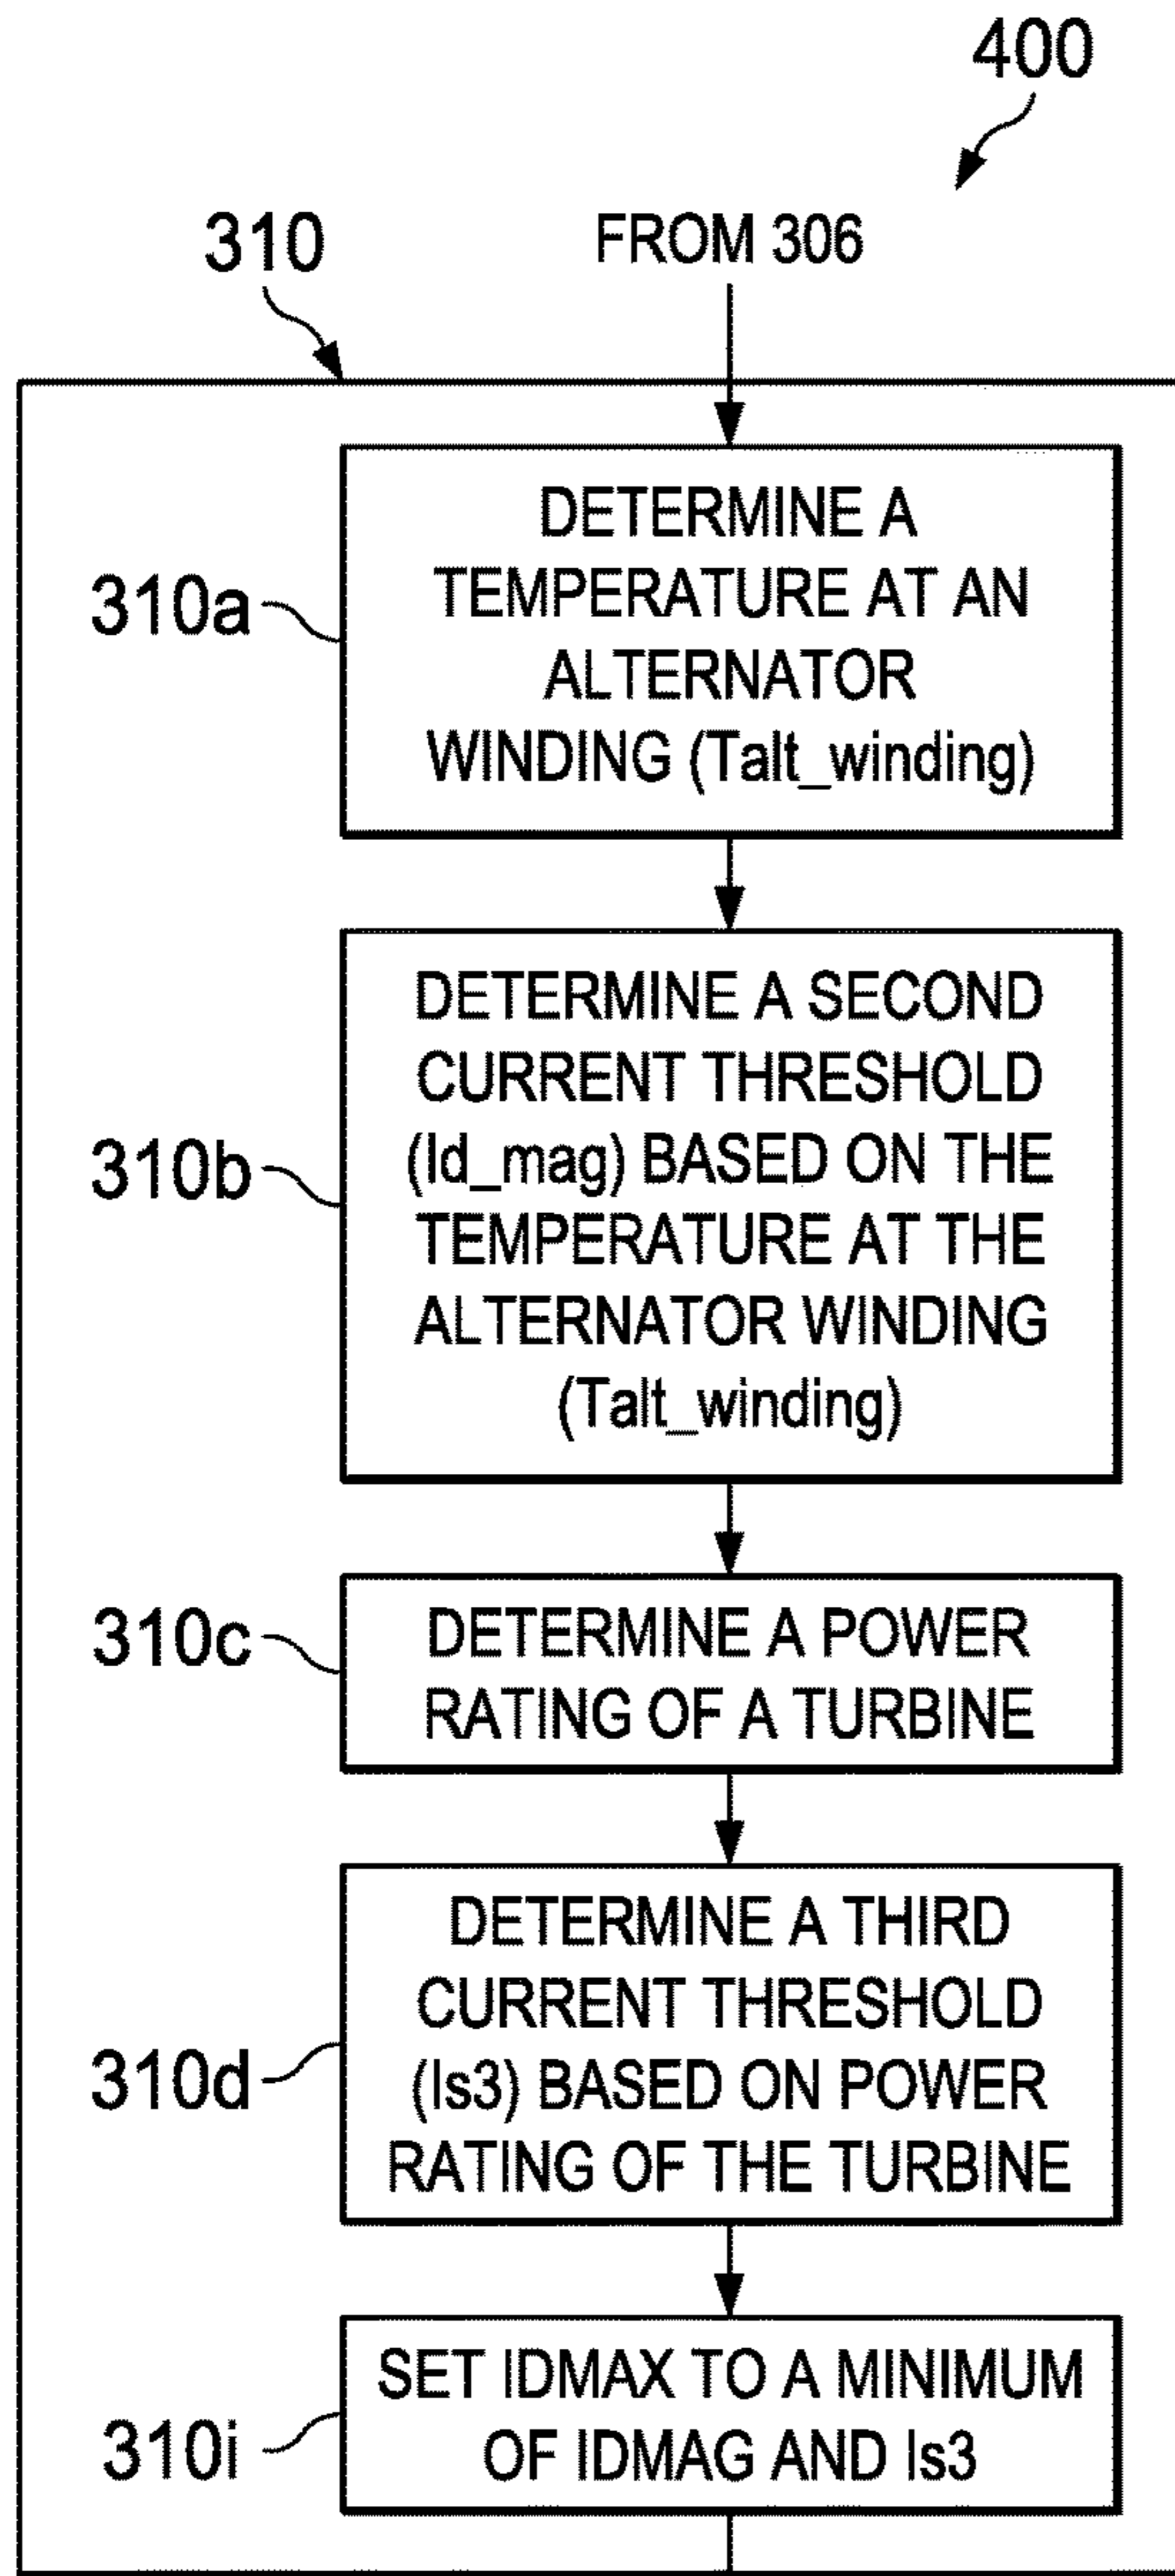 400
310
FROM 306
310a
DETERMINE A
TEMPERATURE AT AN
ALTERNATOR
WINDING (Talt_winding)
310b
DETERMINE A SECOND
CURRENT THRESHOLD
(Id_mag) BASED ON THE
TEMPERATURE AT THE
ALTERNATOR WINDING
(Talt_winding)
310c
DETERMINE A POWER
RATING OF A TURBINE
310d
DETERMINE A THIRD
CURRENT THRESHOLD
(Is3) BASED ON POWER
RATING OF THE TURBINE
310i
SET IDMAX TO A MINIMUM
OF IDMAG AND Is3